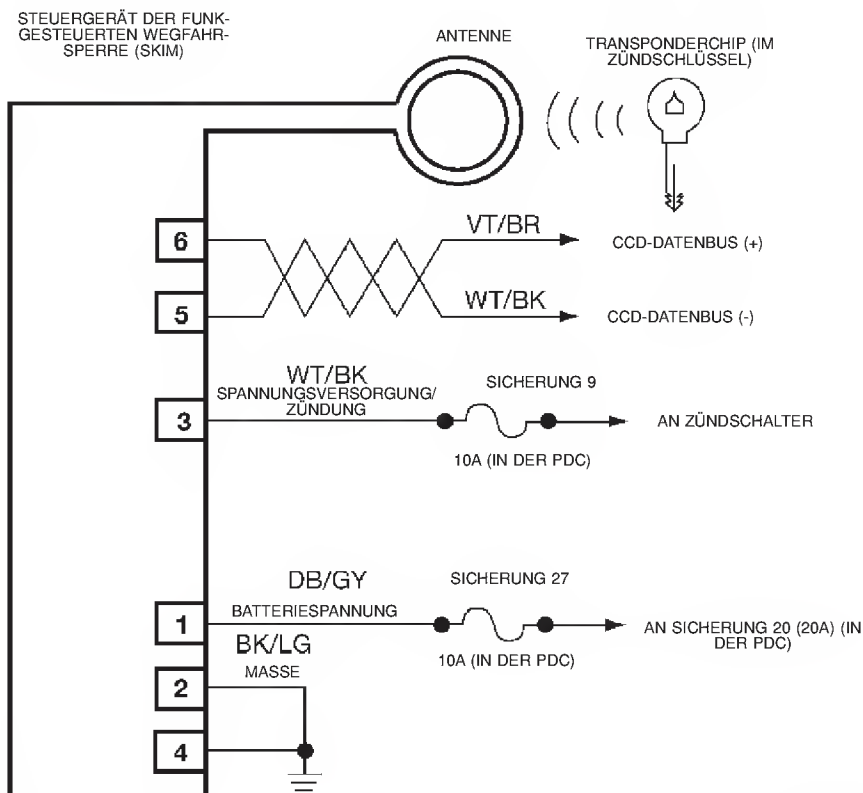 STEUERGERÄT DER FUNK-
GESTEUERTEN WEGFAHR-
SPERRE (SKIM)
ANTENNE
TRANSPONDERCHIP (IM
ZÜNDSCHLÜSSEL)
6
VT/BR
CCD-DATENBUS (+)
5
WT/BK
CCD-DATENBUS (-)
WT/BK
SPANNUNGSVERSORGUNG/
ZÜNDUNG
SICHERUNG 9
3
AN ZÜNDSCHALTER
10A (IN DER PDC)
DB/GY
SICHERUNG 27
1
BATTERIESPANNUNG
AN SICHERUNG 20 (20A) (IN
DER PDC)
BK/LG
10A (IN DER PDC)
2
MASSE
4